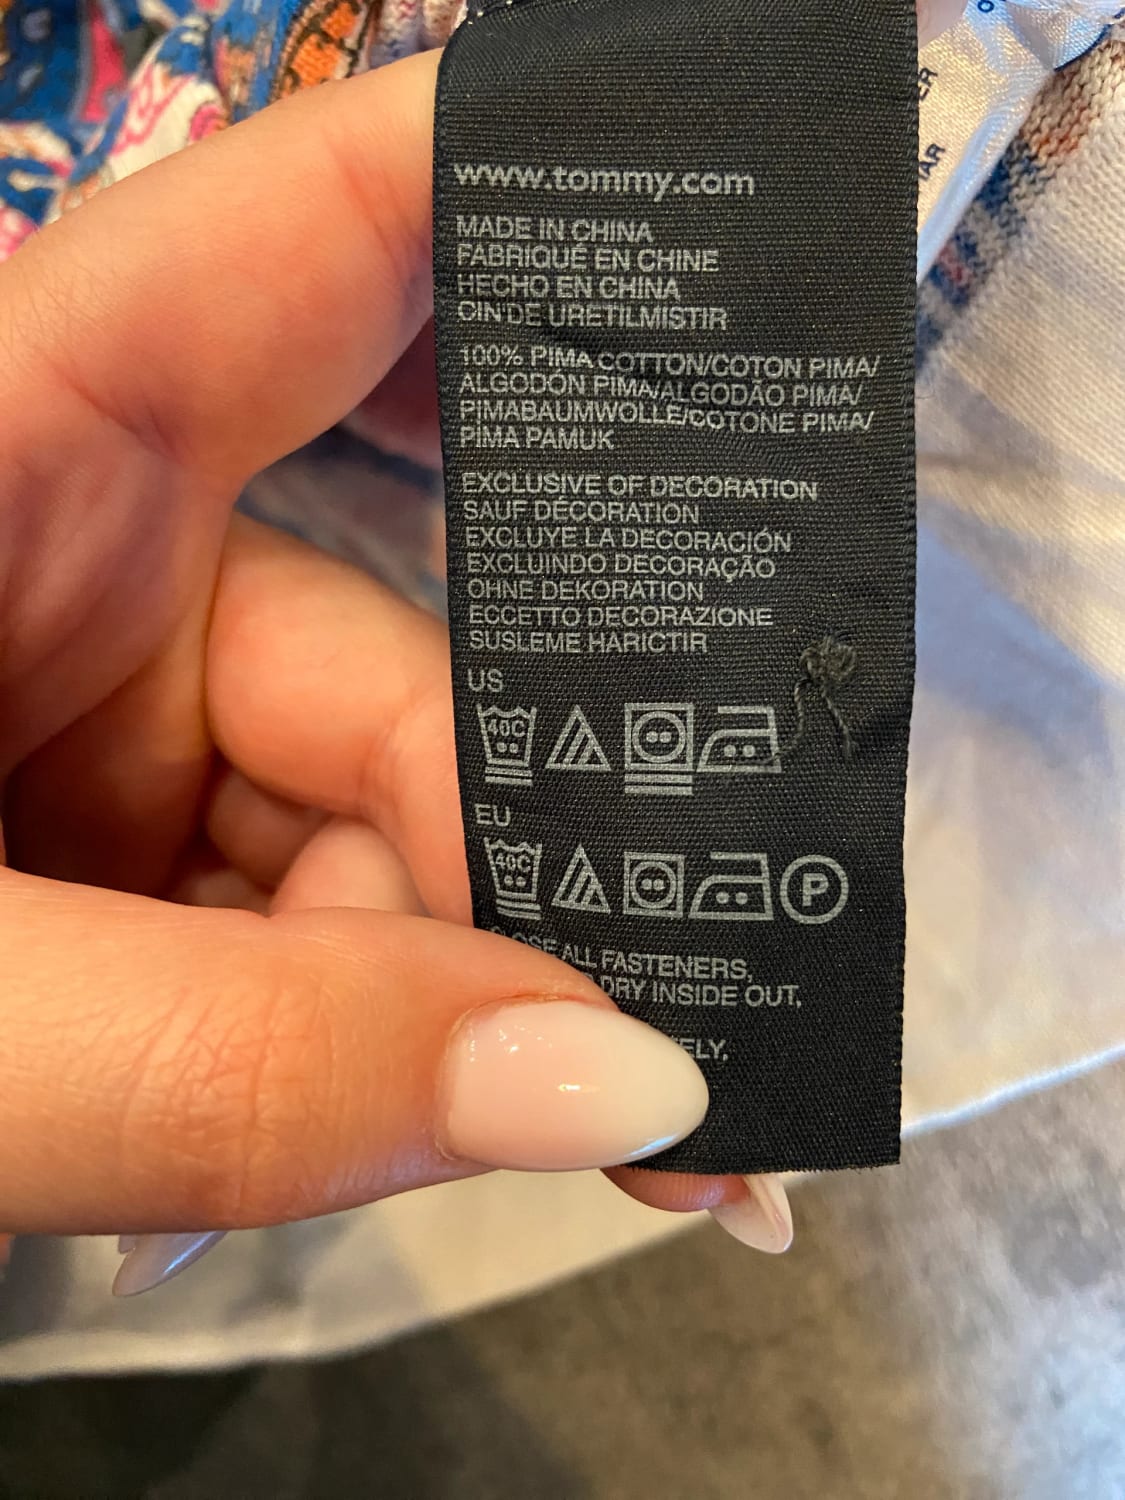 www.tommy.com
MADE IN CHINA
FABRIQUÉ EN CHINE
HECHO EN CHINA
CIN DE URETILMISTIR
100% PIMA COTTON/COTON PIMA/
ALGODÓN PIMA/ALGODÃO PIMA/
PIMABAUMWOLLE/COTONE PIMA/
PIMA PAMUK
EXCLUSIVE OF DECORATION
SAUF DÉCORATION
EXCLUYE LA DECORACIÓN
EXCLUINDO DECORAÇÃO
OHNE DEKORATION
ECCETTO DECORAZIONE
SUSLEME HARICTIR
US
40C
EU
40C P
CLOSE ALL FASTENERS,
DRY INSIDE OUT,